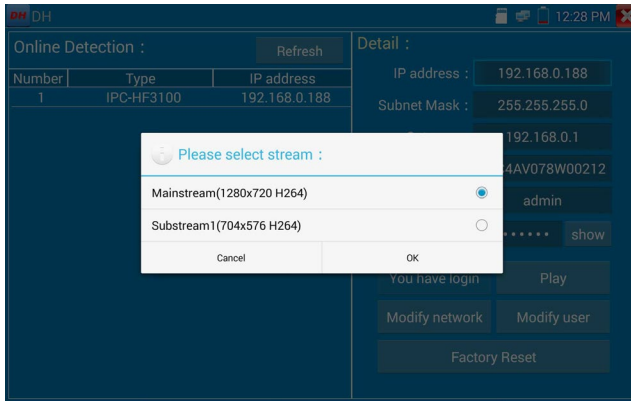 DH DH 12:28 PM
Online Detection : Refresh
Number Type IP address
1 IPC-HF3100 192.168.0.188
Detail :
IP address : 192.168.0.188
Subnet Mask : 255.255.255.0
192.168.0.1
4AV078W00212
admin
•••••• show
You have login Play
Modify network Modify user
Factory Reset
Please select stream :
Mainstream(1280x720 H264)
Substream1(704x576 H264)
Cancel OK